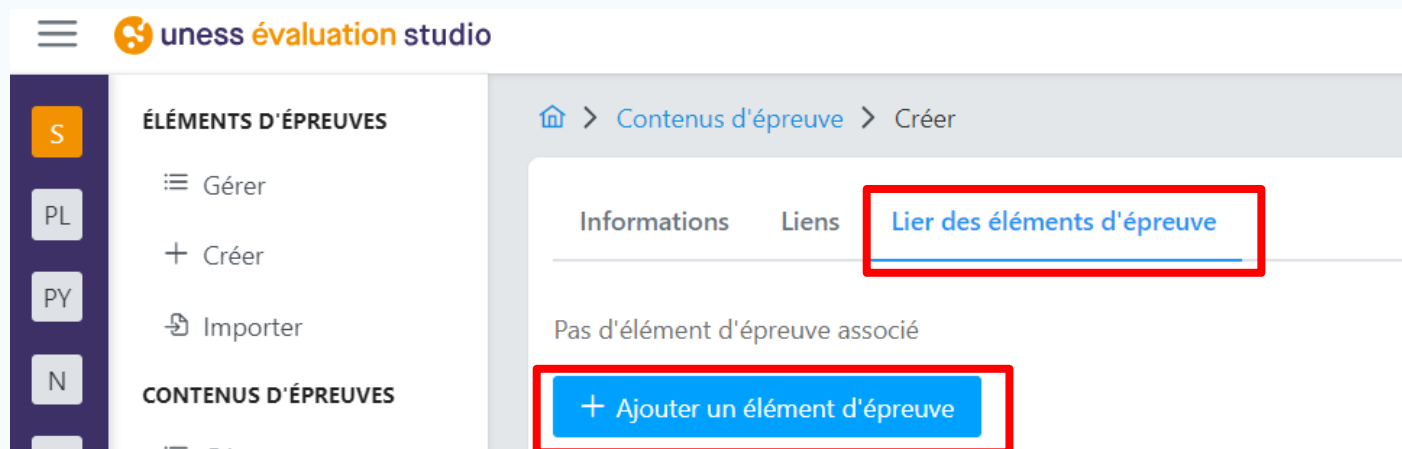 uness évaluation studio
S
PL
PY
N
ÉLÉMENTS D'ÉPREUVES
Gérer
Créer
Importer
CONTENUS D'ÉPREUVES
Contenus d'épreuve > Créer
Informations Liens Lier des éléments d'épreuve
Pas d'élément d'épreuve associé
+ Ajouter un élément d'épreuve